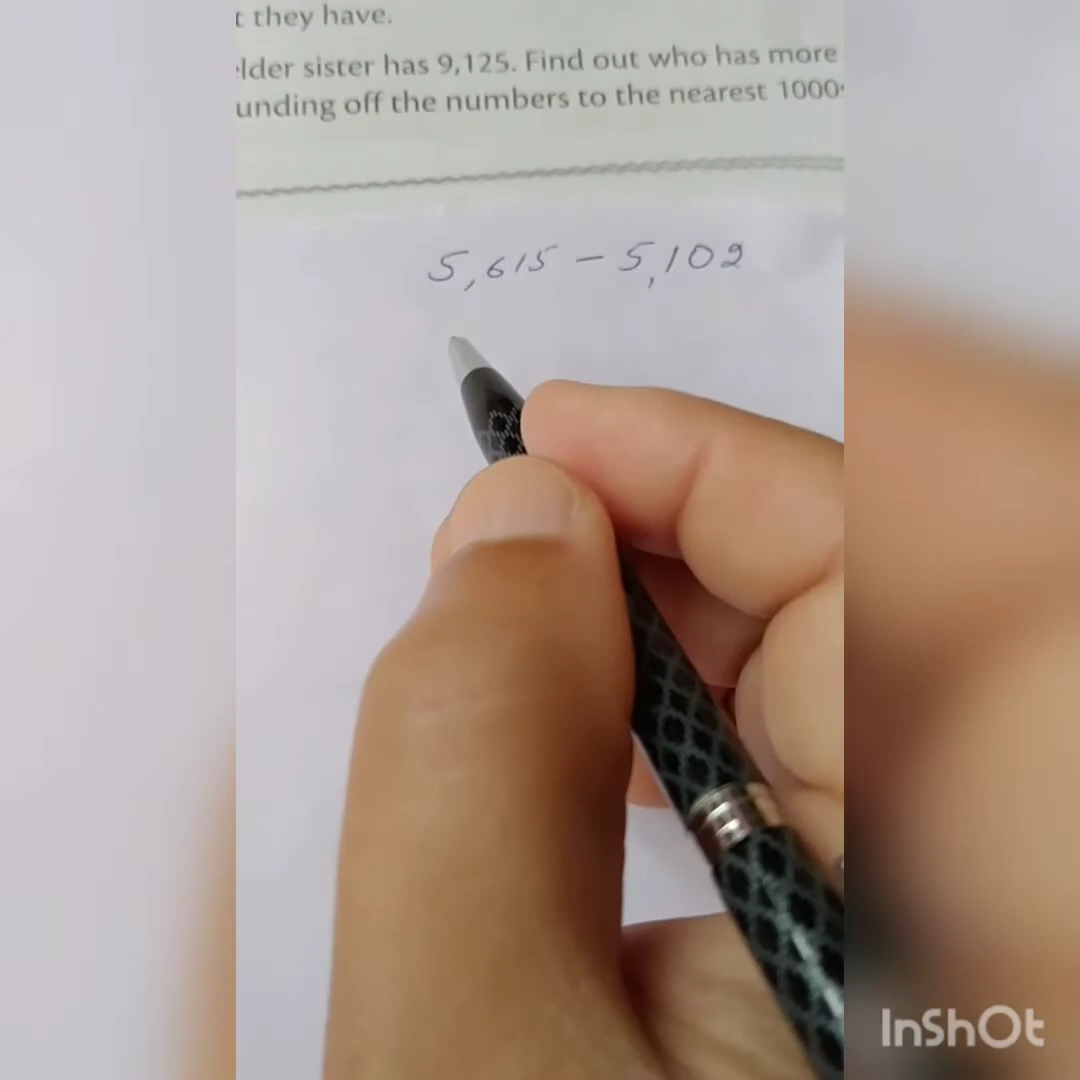 t they have.
lder sister has 9,125. Find out who has more
unding off the numbers to the nearest 1000s
5,615 - 5,102
InShOt